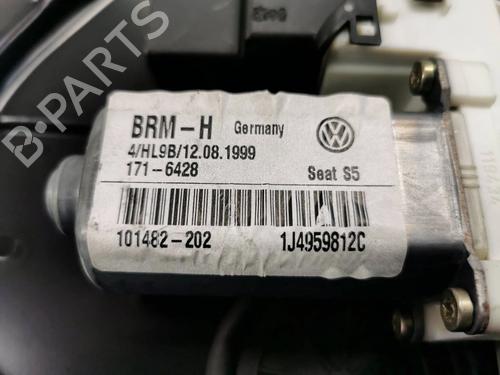 BRM-H Germany
4/HL9B/12.08.1999
171-6428 Seat S5
101482-202 1J4959812C
B-PARTS